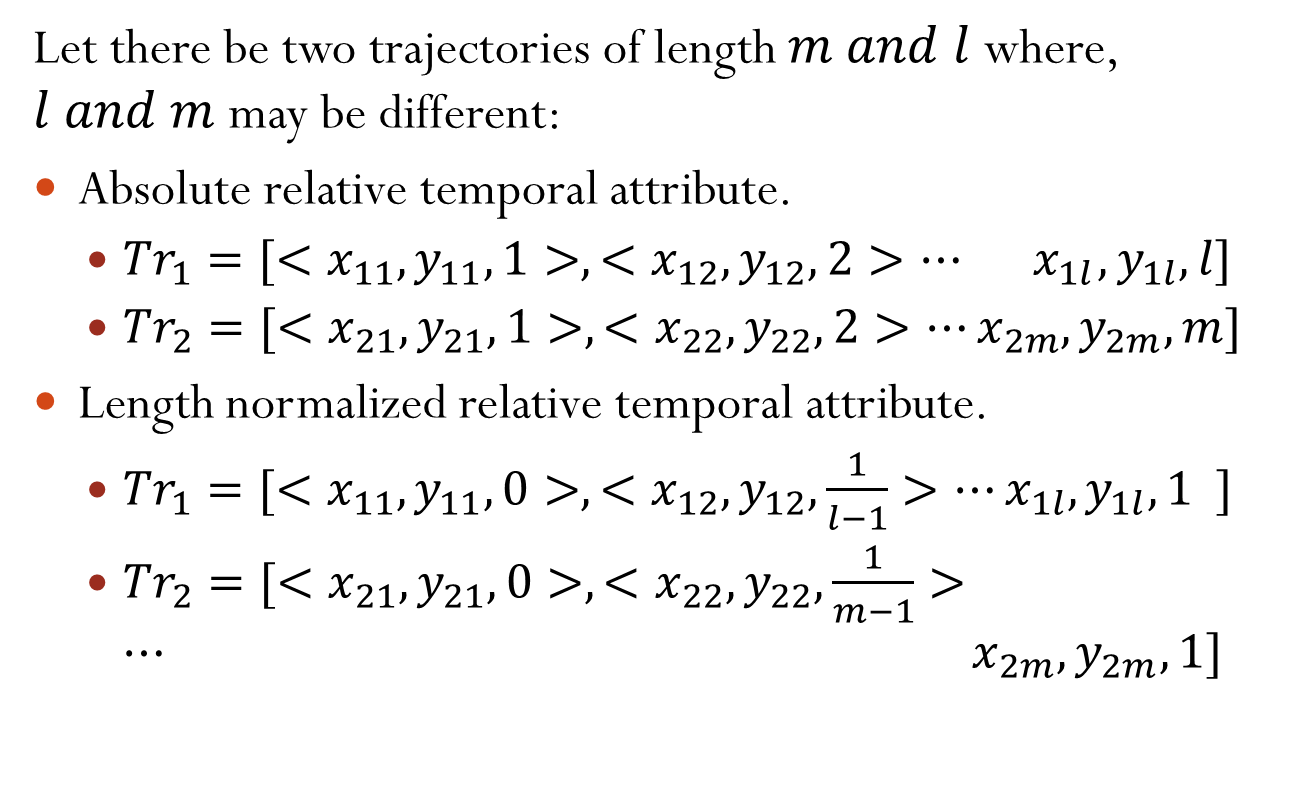 Let there be two trajectories of length m and l where,
l and m may be different:
• Absolute relative temporal attribute.
• Tr₁ = [< x₁₁, y₁₁, 1 >, < x₁₂, y₁₂, 2 > ⋯ x₁ₗ, y₁ₗ, l]
• Tr₂ = [< x₂₁, y₂₁, 1 >, < x₂₂, y₂₂, 2 > ⋯ x₂ₘ, y₂ₘ, m]
• Length normalized relative temporal attribute.
• Tr₁ = [< x₁₁, y₁₁, 0 >, < x₁₂, y₁₂, 1/(l−1) > ⋯ x₁ₗ, y₁ₗ, 1 ]
• Tr₂ = [< x₂₁, y₂₁, 0 >, < x₂₂, y₂₂, 1/(m−1) >
⋯ x₂ₘ, y₂ₘ, 1]